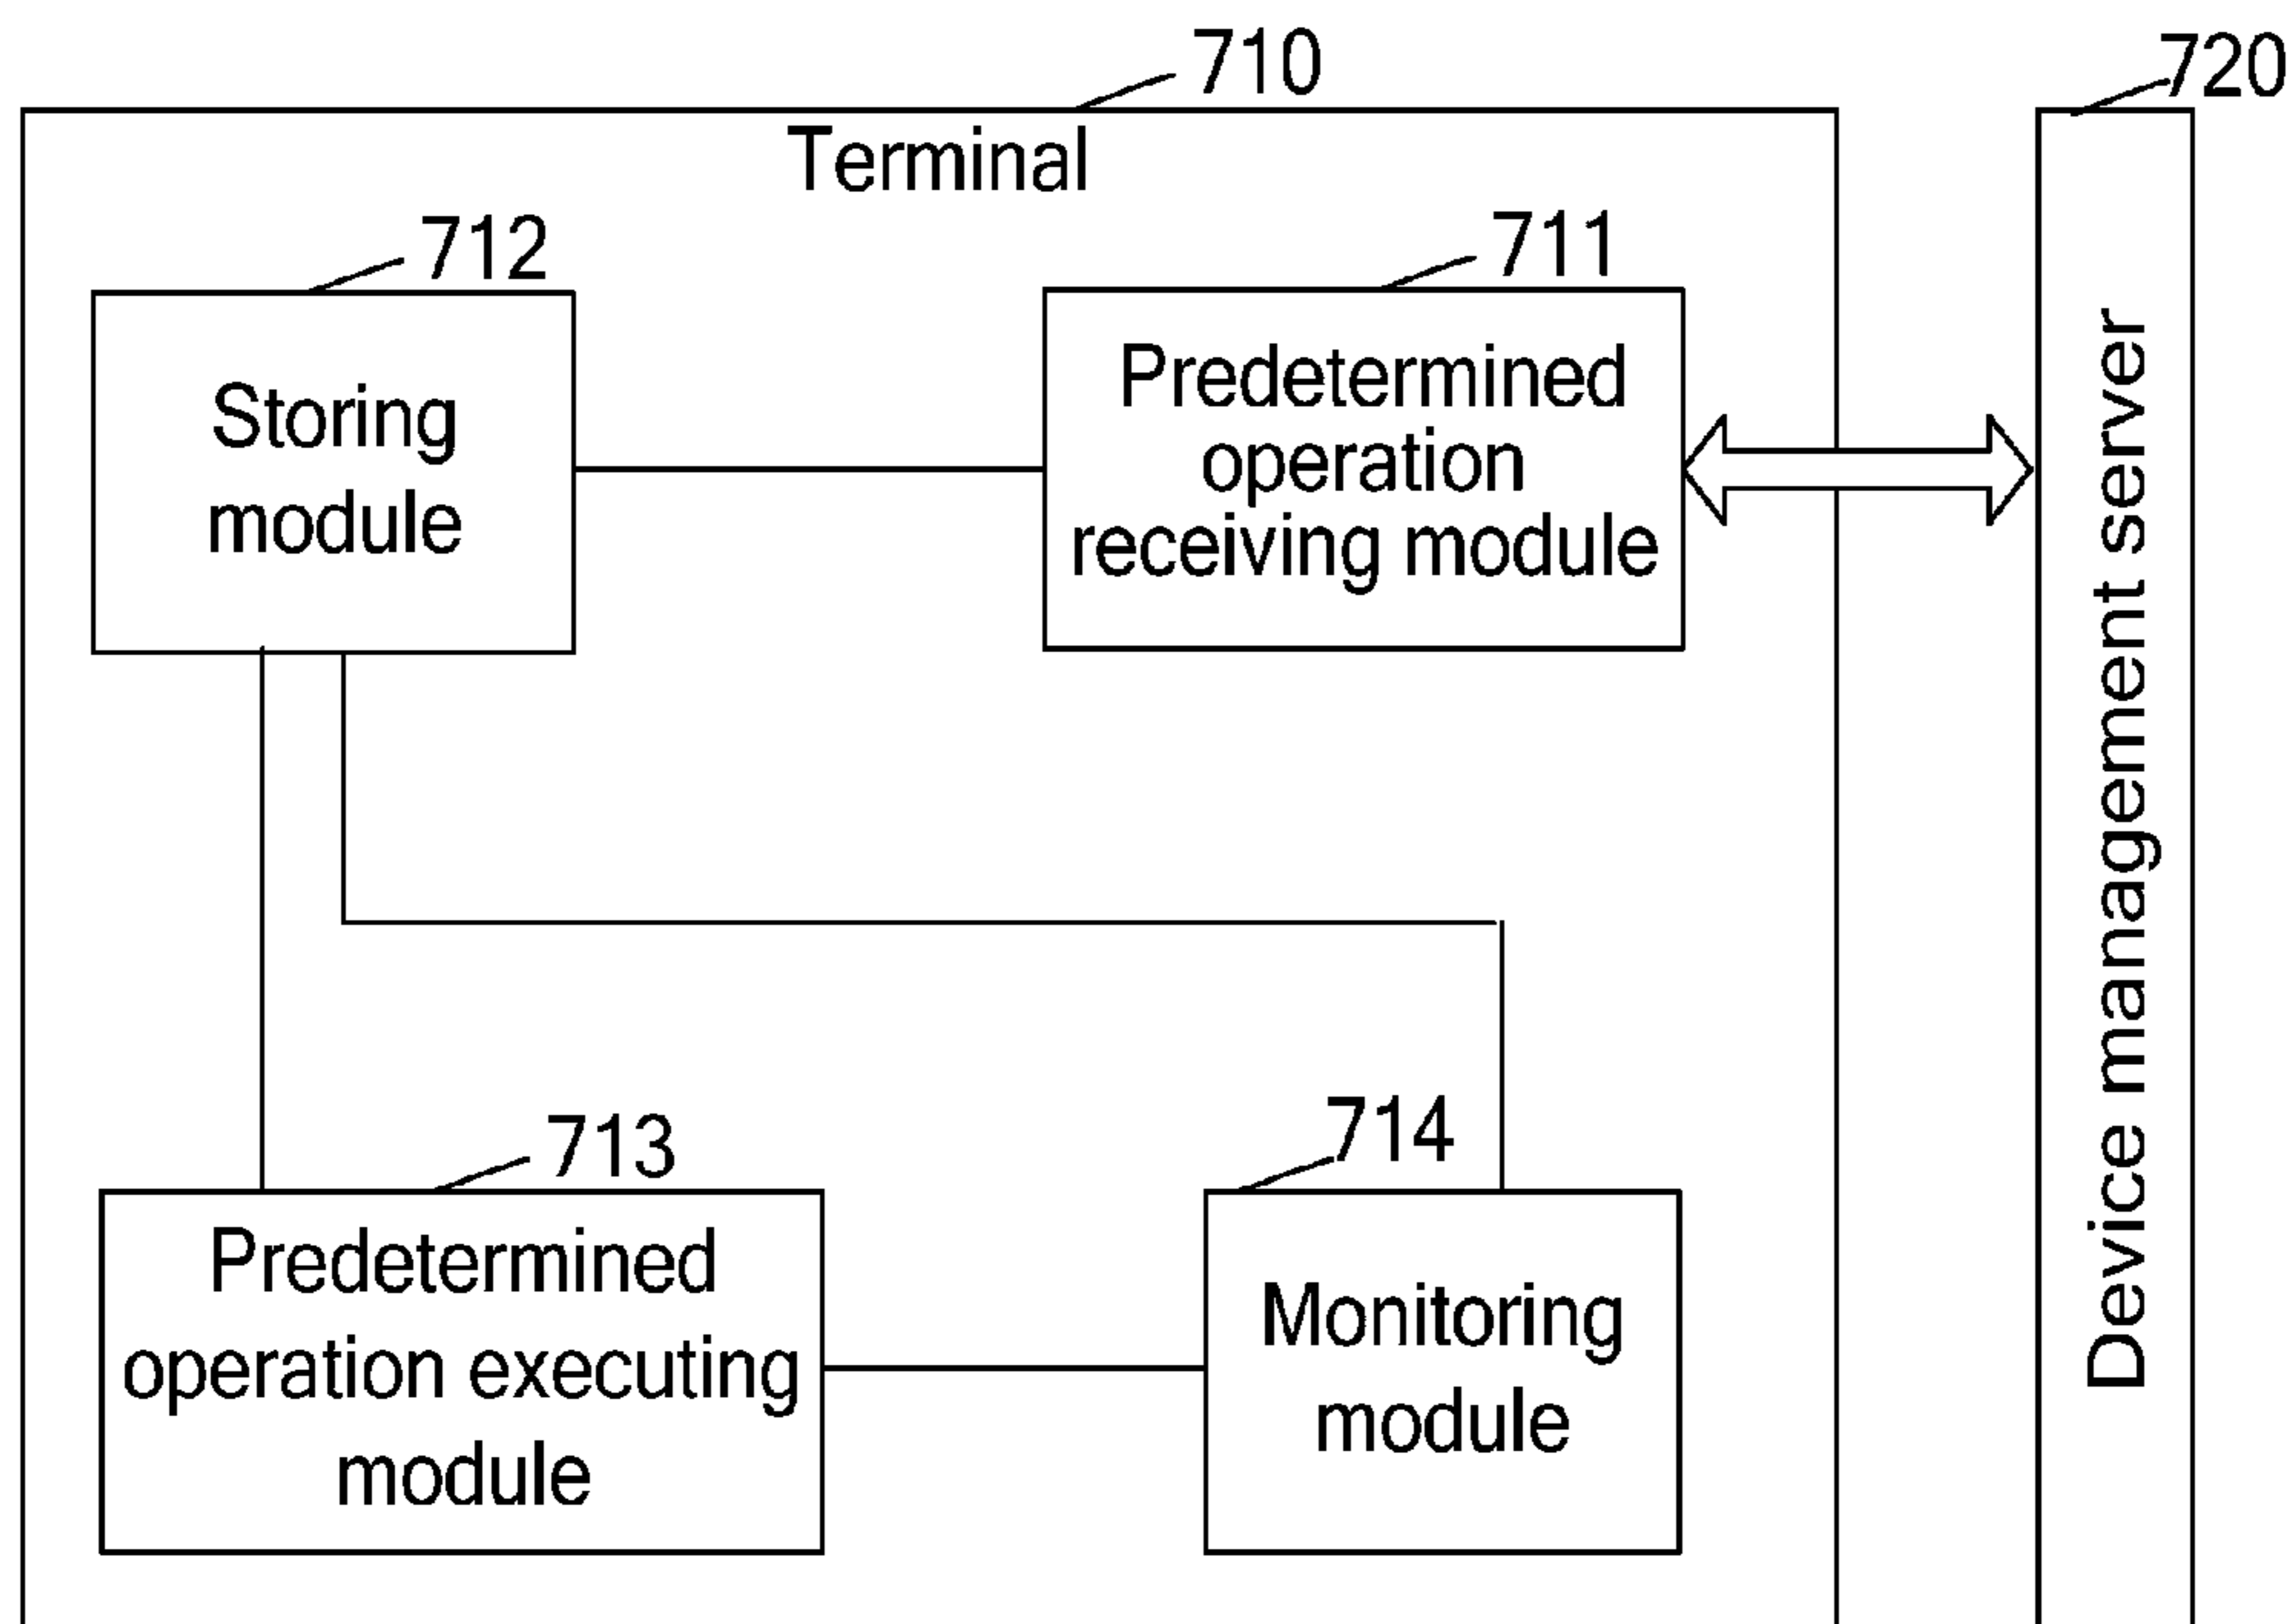 710
720
Terminal
712
711
Storing
module
Predetermined
operation
receiving module
Device management server
713
714
Predetermined
operation executing
module
Monitoring
module